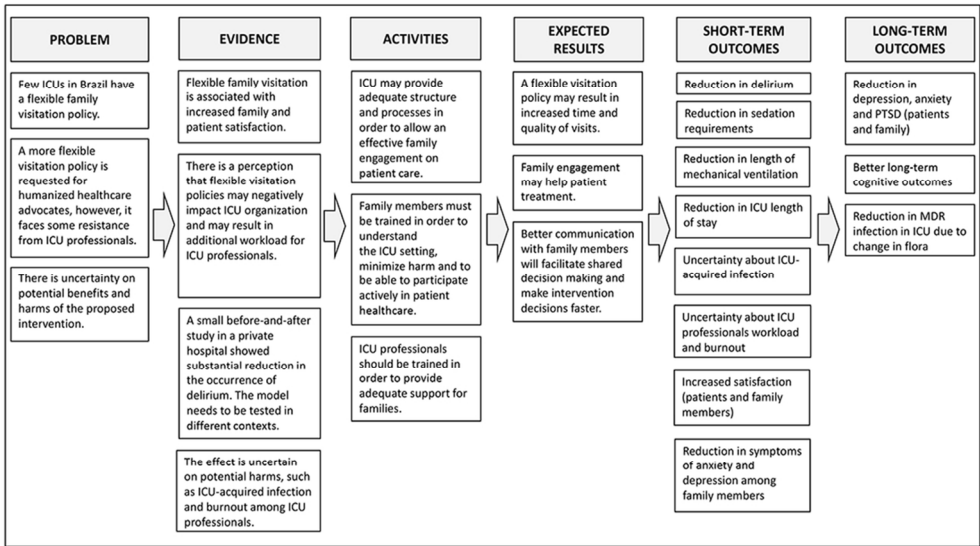 PROBLEM
Few ICUs in Brazil have
a flexible family
visitation policy.
A more flexible
visitation policy is
requested for
humanized healthcare
advocates, however, it
faces some resistance
from ICU professionals.
There is uncertainty on
potential benefits and
harms of the proposed
intervention.
EVIDENCE
Flexible family visitation
is associated with
increased family and
patient satisfaction.
There is a perception
that flexible visitation
policies may negatively
impact ICU organization
and may result in
additional workload for
ICU professionals.
A small before-and-after
study in a private
hospital showed
substantial reduction in
the occurrence of
delirium. The model
needs to be tested in
different contexts.
The effect is uncertain
on potential harms, such
as ICU-acquired infection
and burnout among ICU
professionals.
ACTIVITIES
ICU may provide
adequate structure
and processes in
order to allow an
effective family
engagement on
patient care.
Family members must
be trained in order to
understand
the ICU setting,
minimize harm and to
be able to participate
actively in patient
healthcare.
ICU professionals
should be trained in
order to provide
adequate support for
families.
EXPECTED
RESULTS
A flexible visitation
policy may result in
increased time and
quality of visits.
Family engagement
may help patient
treatment.
Better communication
with family members
will facilitate shared
decision making and
make intervention
decisions faster.
SHORT-TERM
OUTCOMES
Reduction in delirium
Reduction in sedation
requirements
Reduction in length of
mechanical ventilation
Reduction in ICU length
of stay
Uncertainty about ICU-
acquired infection
Uncertainty about ICU
professionals workload
and burnout
Increased satisfaction
(patients and family
members)
Reduction in symptoms
of anxiety and
depression among
family members
LONG-TERM
OUTCOMES
Reduction in
depression, anxiety
and PTSD (patients
and family)
Better long-term
cognitive outcomes
Reduction in MDR
infection in ICU due to
change in flora